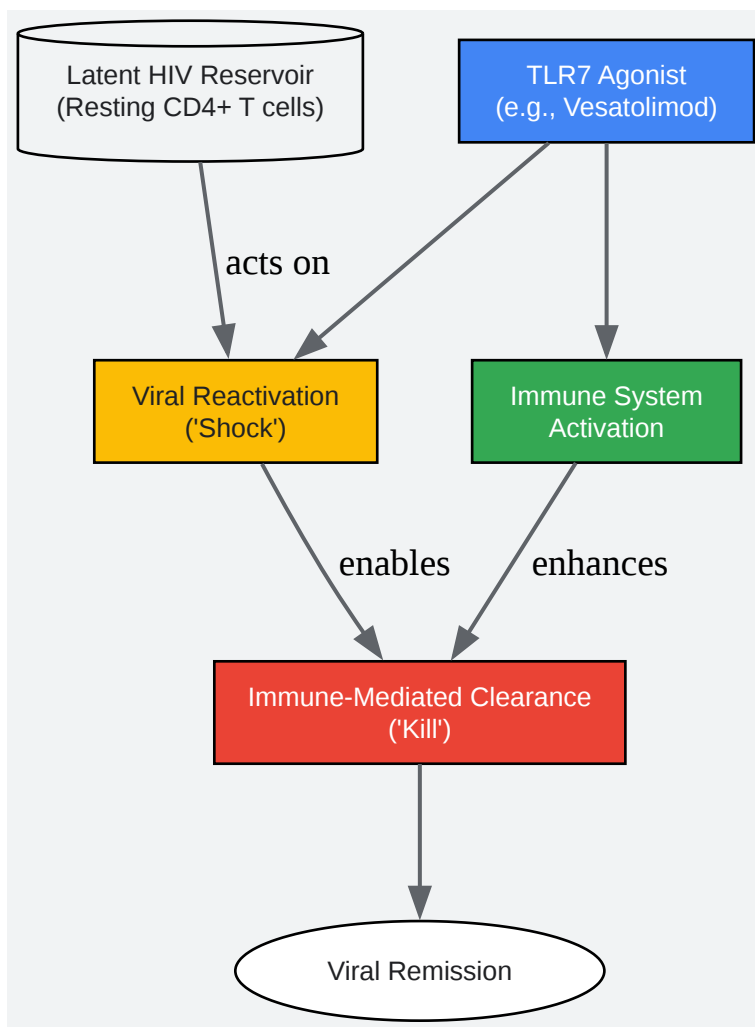 Latent HIV Reservoir
(Resting CD4+ T cells)
TLR7 Agonist
(e.g., Vesatolimod)
acts on
Viral Reactivation
('Shock')
Immune System
Activation
enables
enhances
Immune-Mediated Clearance
('Kill')
Viral Remission